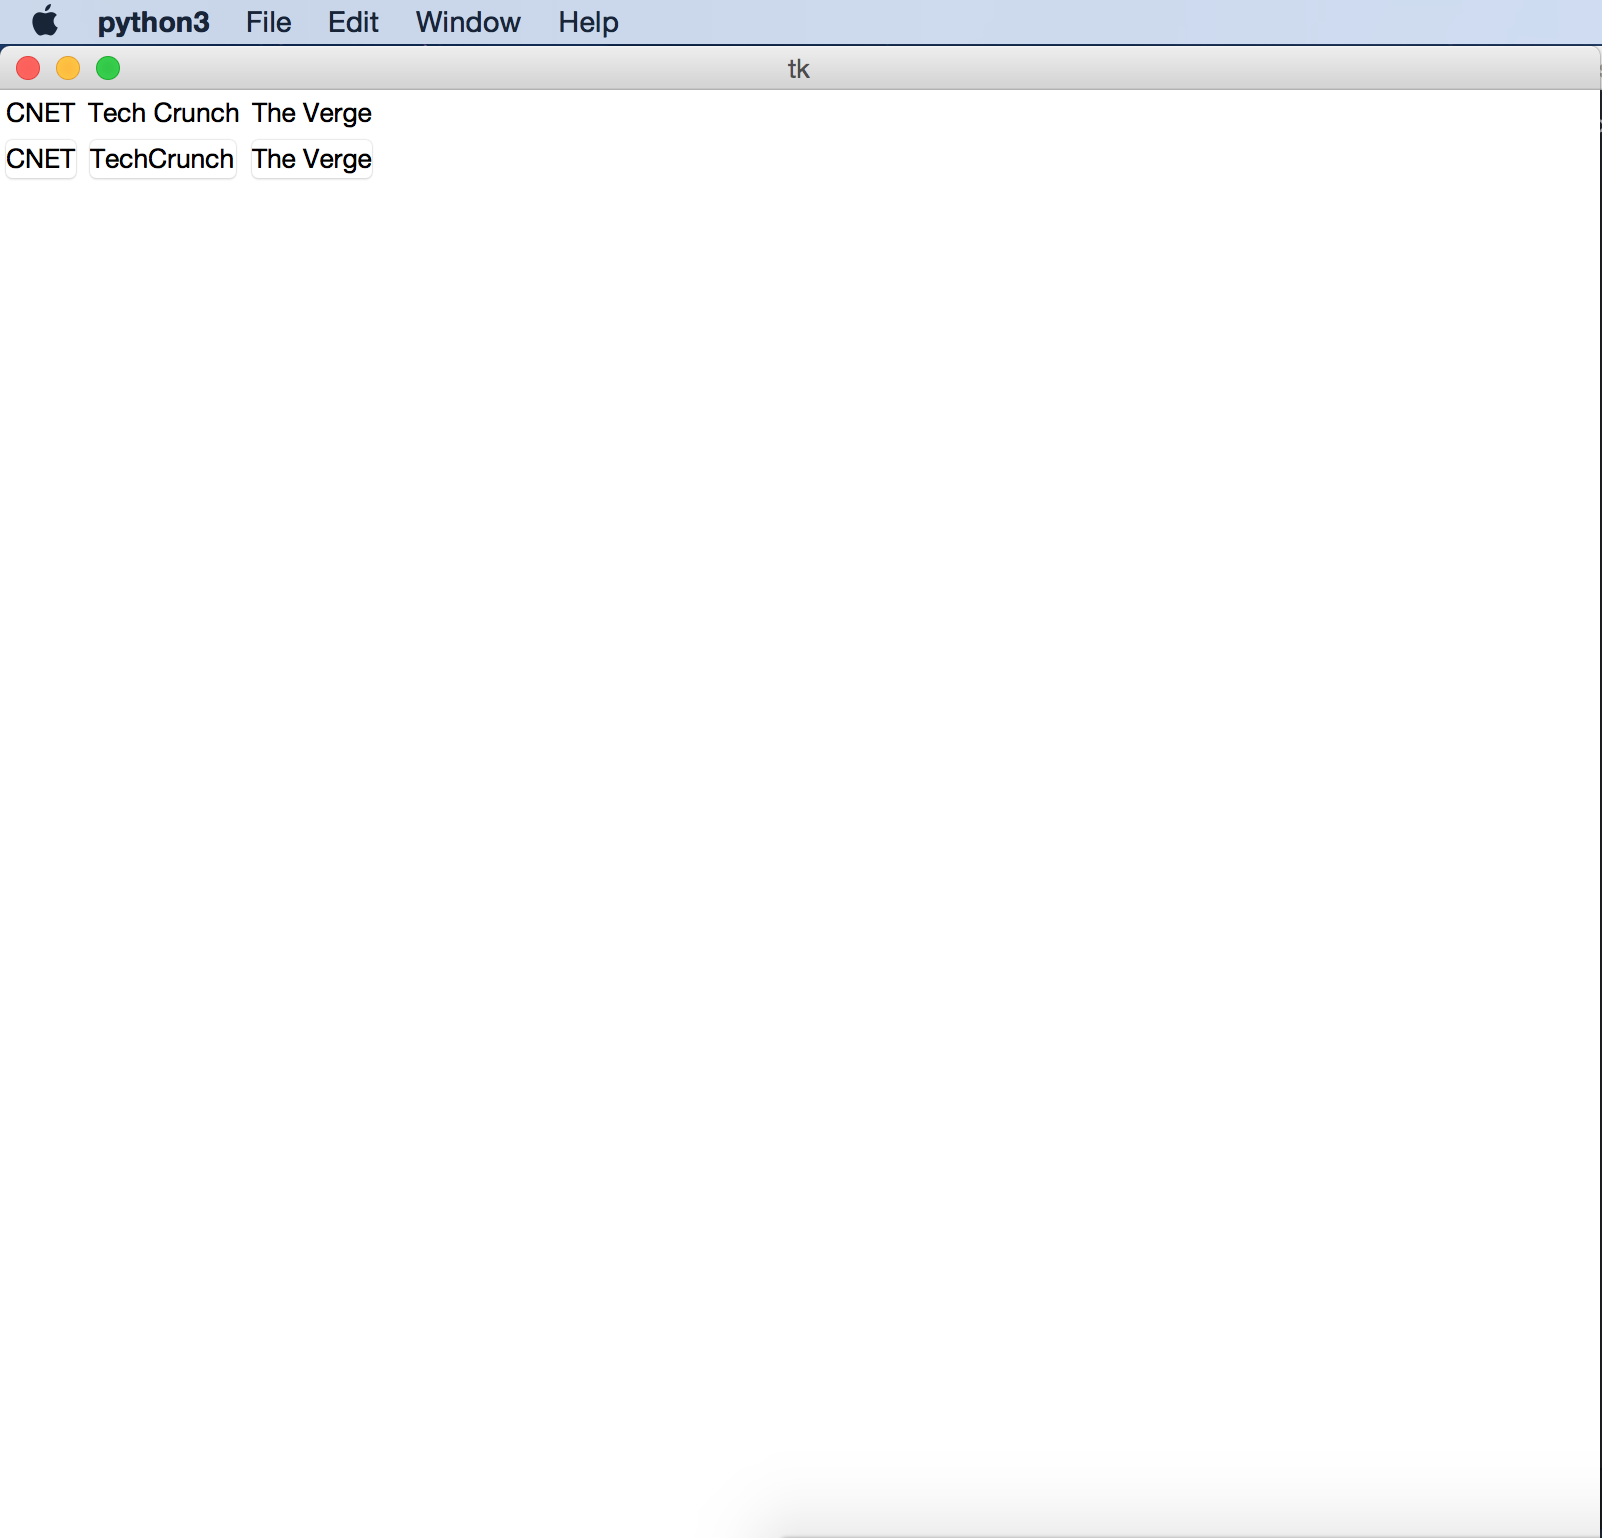 python3 File Edit Window Help
tk
CNET Tech Crunch The Verge
CNET TechCrunch The Verge